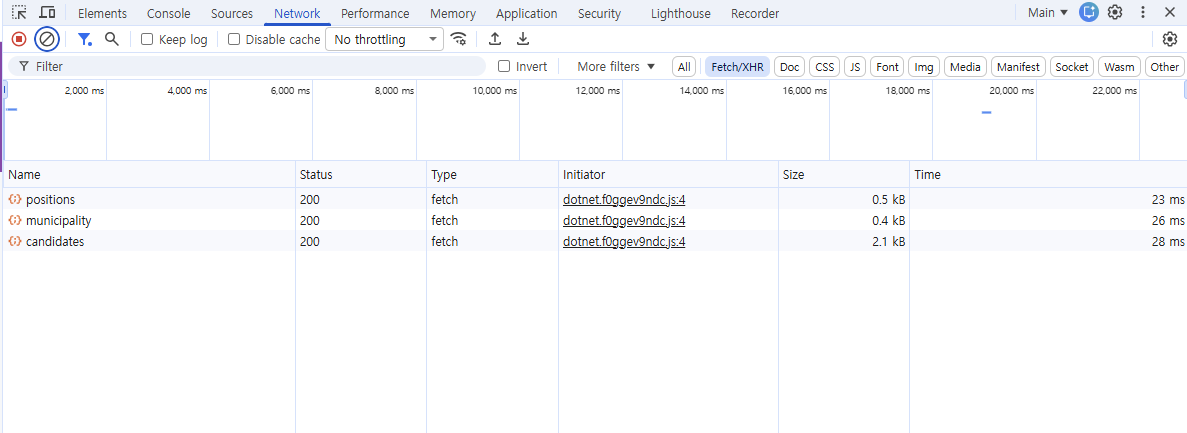 Elements Console Sources Network Performance Memory Application Security Lighthouse Recorder Main
Keep log Disable cache No throttling
Filter Invert More filters All Fetch/XHR Doc CSS JS Font Img Media Manifest Socket Wasm Other
2,000 ms 4,000 ms 6,000 ms 8,000 ms 10,000 ms 12,000 ms 14,000 ms 16,000 ms 18,000 ms 20,000 ms 22,000 ms
Name Status Type Initiator Size Time
positions 200 fetch dotnet.f0ggev9ndc.js:4 0.5 kB 23 ms
municipality 200 fetch dotnet.f0ggev9ndc.js:4 0.4 kB 26 ms
candidates 200 fetch dotnet.f0ggev9ndc.js:4 2.1 kB 28 ms